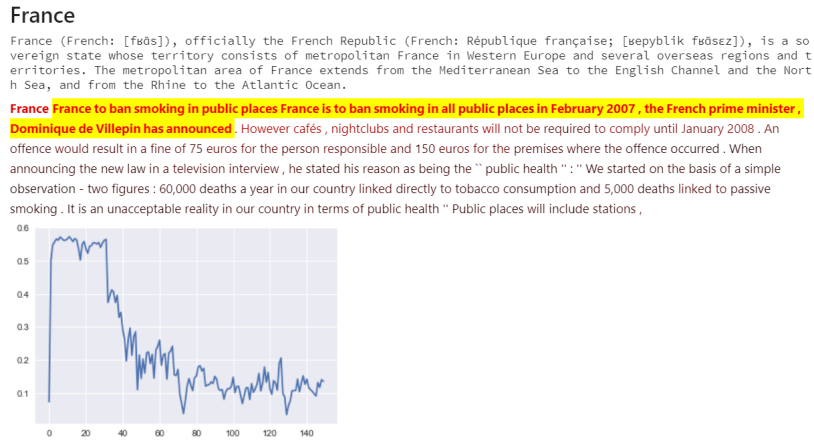 France
France (French: [fʁɑ̃s]), officially the French Republic (French: République française; [ʁepyblik fʁɑ̃sɛz]), is a so
vereign state whose territory consists of metropolitan France in Western Europe and several overseas regions and t
erritories. The metropolitan area of France extends from the Mediterranean Sea to the English Channel and the Nort
h Sea, and from the Rhine to the Atlantic Ocean.
France France to ban smoking in public places France is to ban smoking in all public places in February 2007 , the French prime minister ,
Dominique de Villepin has announced . However cafés , nightclubs and restaurants will not be required to comply until January 2008 . An
offence would result in a fine of 75 euros for the person responsible and 150 euros for the premises where the offence occurred . When
announcing the new law in a television interview , he stated his reason as being the `` public health '' : '' We started on the basis of a simple
observation - two figures : 60,000 deaths a year in our country linked directly to tobacco consumption and 5,000 deaths linked to passive
smoking . It is an unacceptable reality in our country in terms of public health '' Public places will include stations ,
0.6
0.5
0.4
0.3
0.2
0.1
0 20 40 60 80 100 120 140